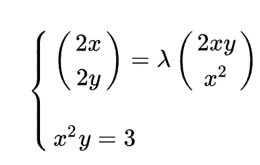 { (2x 2y) = λ (2xy x²)
x²y = 3